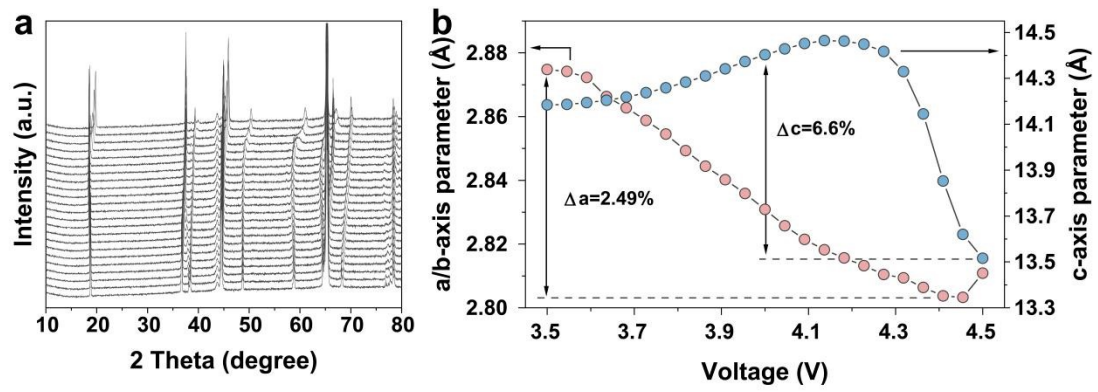 a
Intensity (a.u.)
10 20 30 40 50 60 70 80
2 Theta (degree)
b
a/b-axis parameter (Å)
2.88
2.86
2.84
2.82
2.80
Δa=2.49%
Δc=6.6%
3.5 3.7 3.9 4.1 4.3 4.5
Voltage (V)
14.5
14.3
14.1
13.9
13.7
13.5
13.3
c-axis parameter (Å)